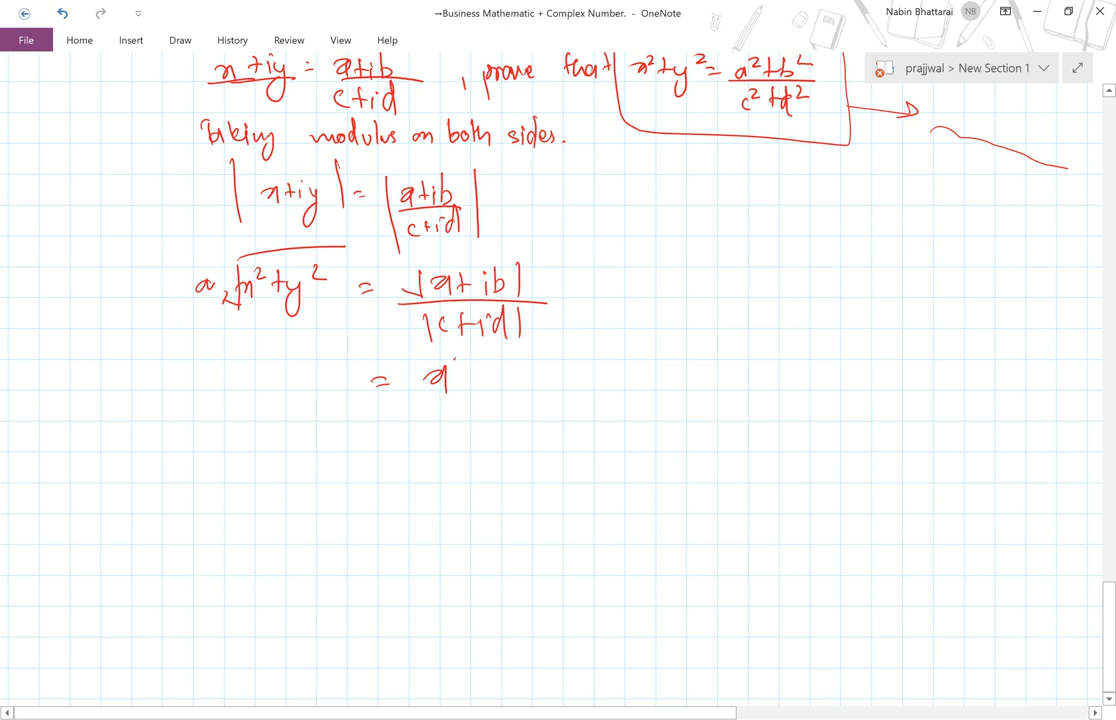 →Business Mathematic + Complex Number. - OneNote
Nabin Bhattarai NB
File Home Insert Draw History Review View Help
prajjwal > New Section 1
x+iy = a+ib / c+id , prove that x²+y² = a²+b² / c²+d²
Taking modulus on both sides.
|x+iy| = |a+ib / c+id|
√x²+y² = |a+ib| / |c+id|
= a